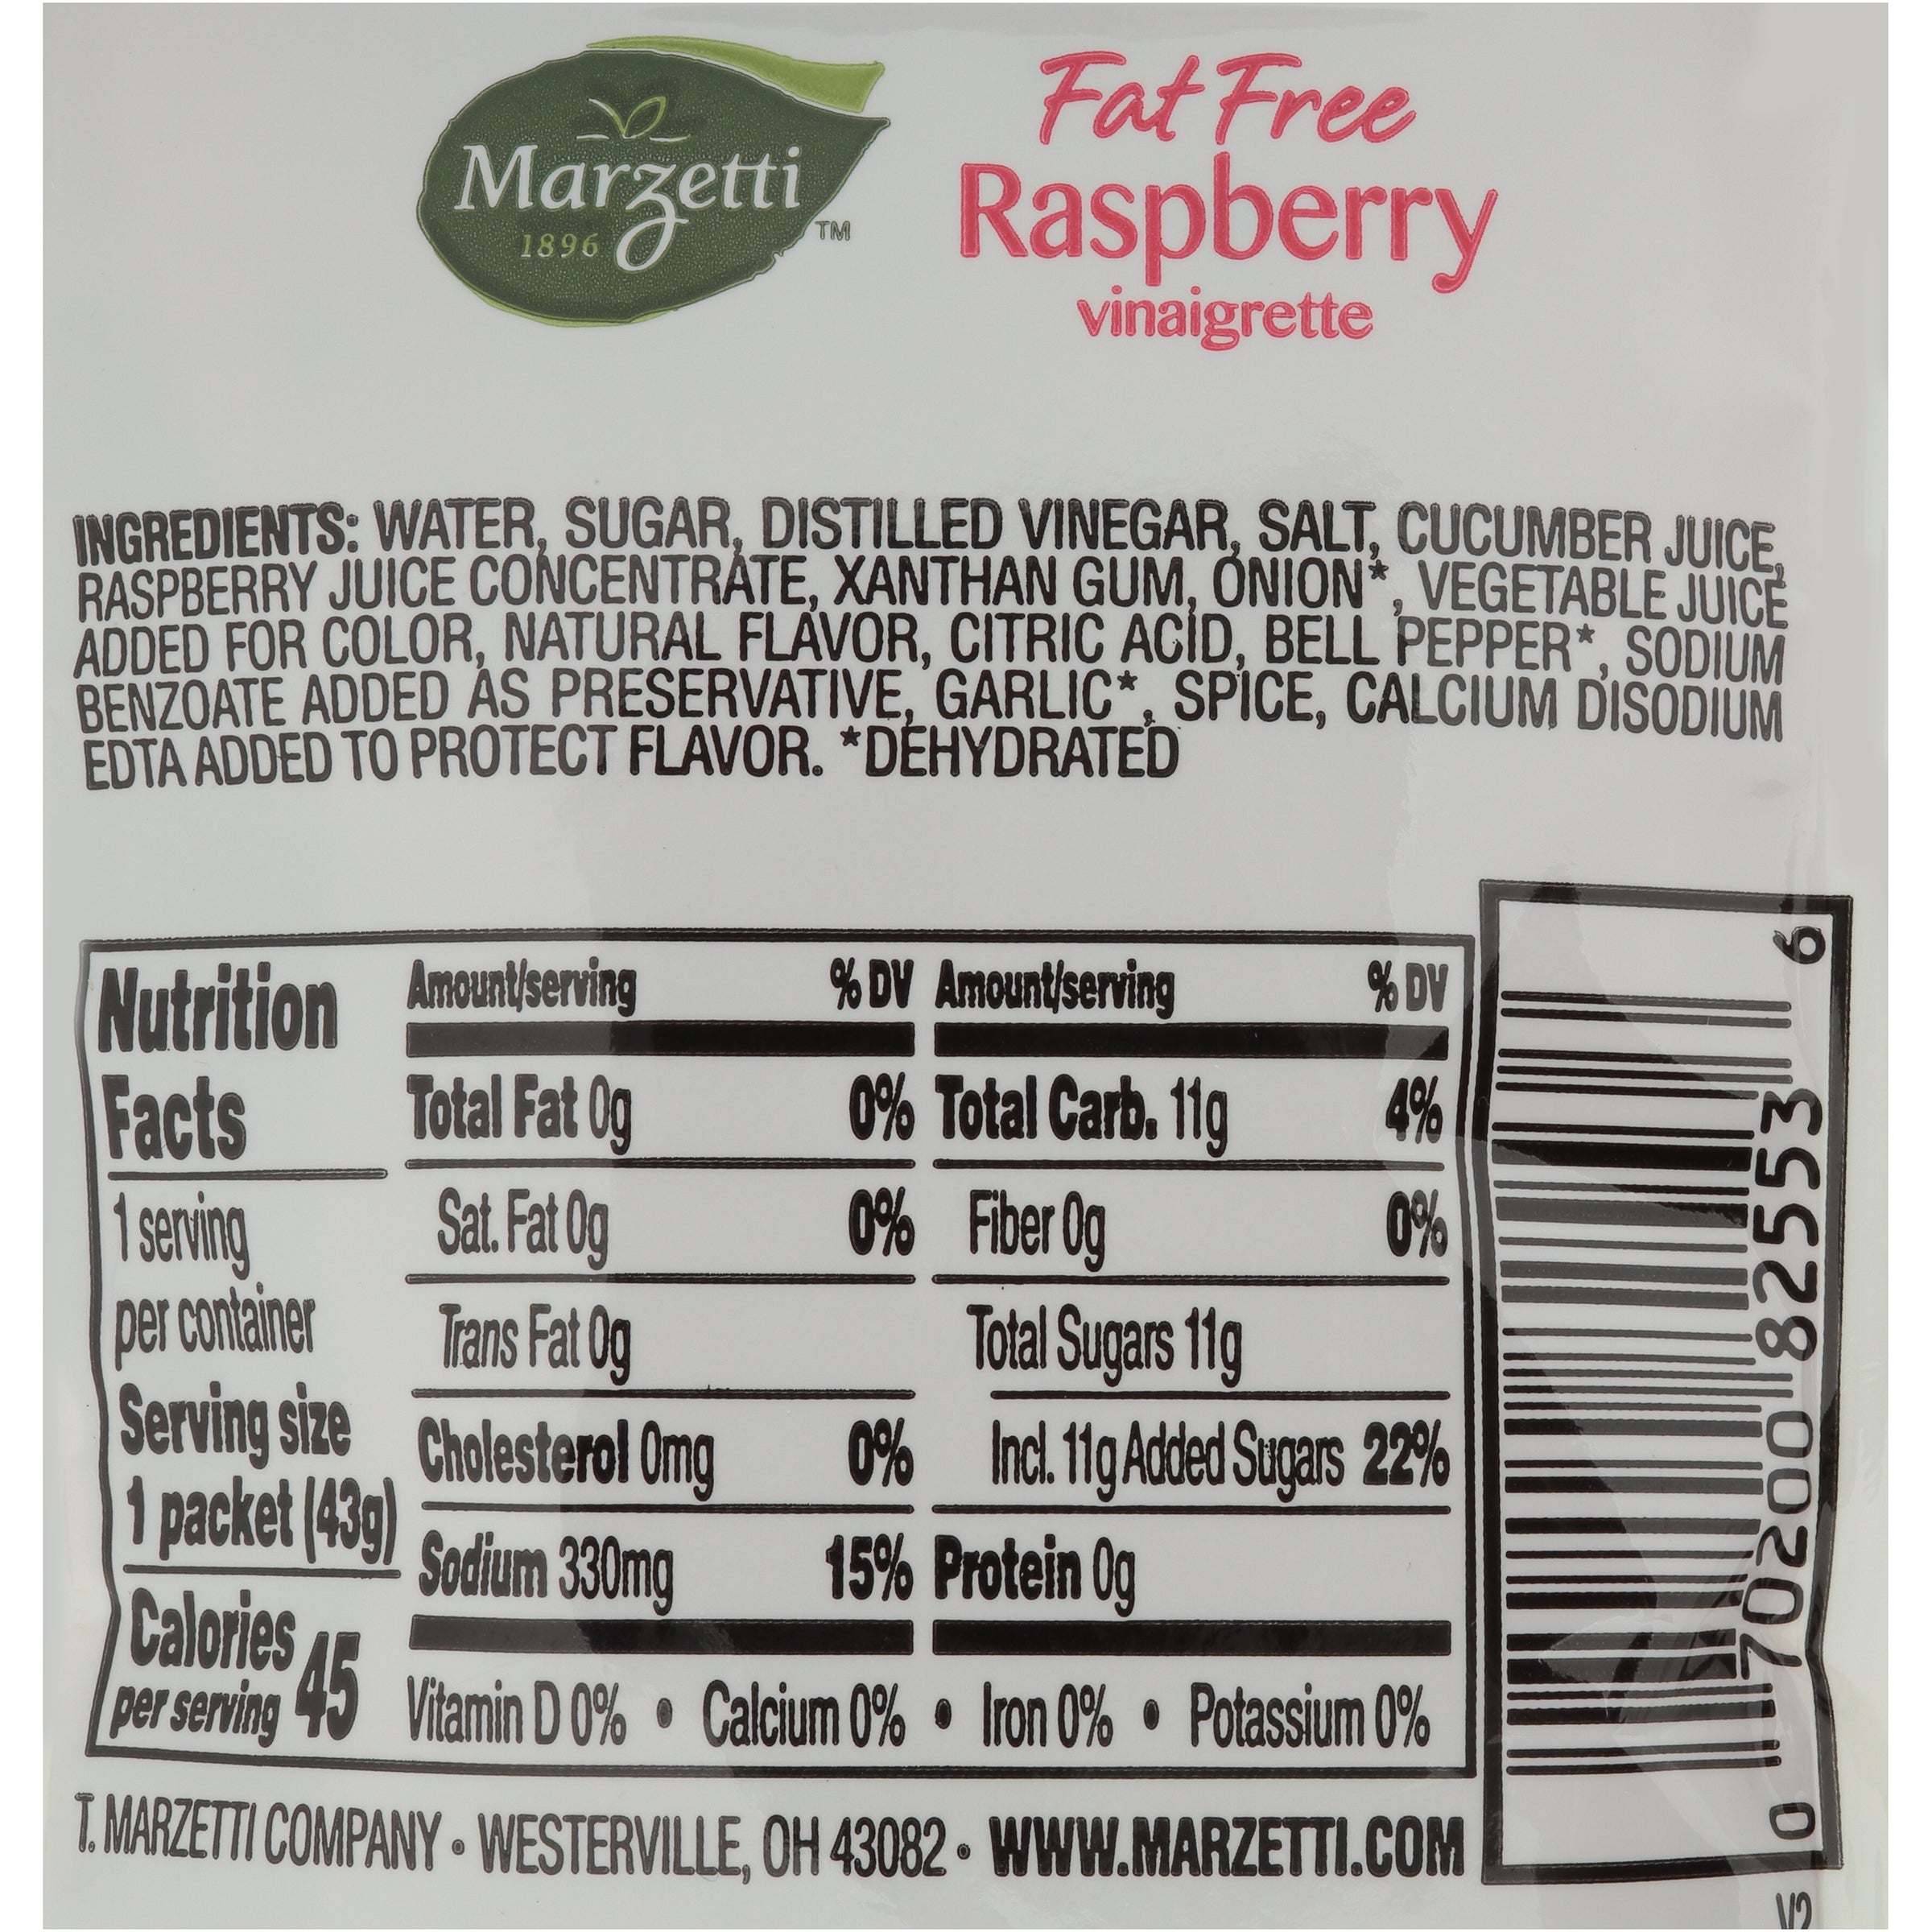 Marzetti
1896
TM
Fat Free
Raspberry
vinaigrette
INGREDIENTS: WATER, SUGAR, DISTILLED VINEGAR, SALT, CUCUMBER JUICE,
RASPBERRY JUICE CONCENTRATE, XANTHAN GUM, ONION*, VEGETABLE JUICE
ADDED FOR COLOR, NATURAL FLAVOR, CITRIC ACID, BELL PEPPER*, SODIUM
BENZOATE ADDED AS PRESERVATIVE, GARLIC*, SPICE, CALCIUM DISODIUM
EDTA ADDED TO PROTECT FLAVOR. *DEHYDRATED
Nutrition
Facts
1 serving
per container
Serving size
1 packet (43g)
Calories
per serving 45
Amount/serving % DV Amount/serving % DV
Total Fat 0g 0% Total Carb. 11g 4%
Sat. Fat 0g 0% Fiber 0g 0%
Trans Fat 0g Total Sugars 11g
Cholesterol 0mg 0% Incl. 11g Added Sugars 22%
Sodium 330mg 15% Protein 0g
Vitamin D 0% • Calcium 0% • Iron 0% • Potassium 0%
0 70200 82553 6
T. MARZETTI COMPANY • WESTERVILLE, OH 43082 • WWW.MARZETTI.COM
V2